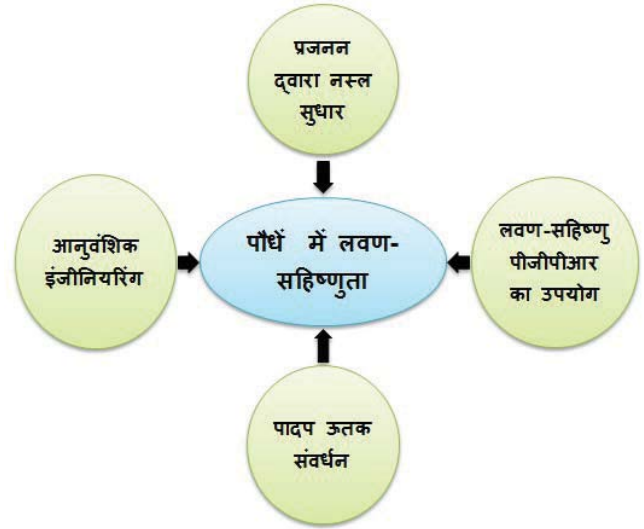 प्रजनन
द्वारा नस्ल
सुधार
आनुवंशिक
इंजीनियरिंग
पौधें में लवण-
सहिष्णुता
लवण-सहिष्णु
पीजीपीआर
का उपयोग
पादप ऊतक
संवर्धन